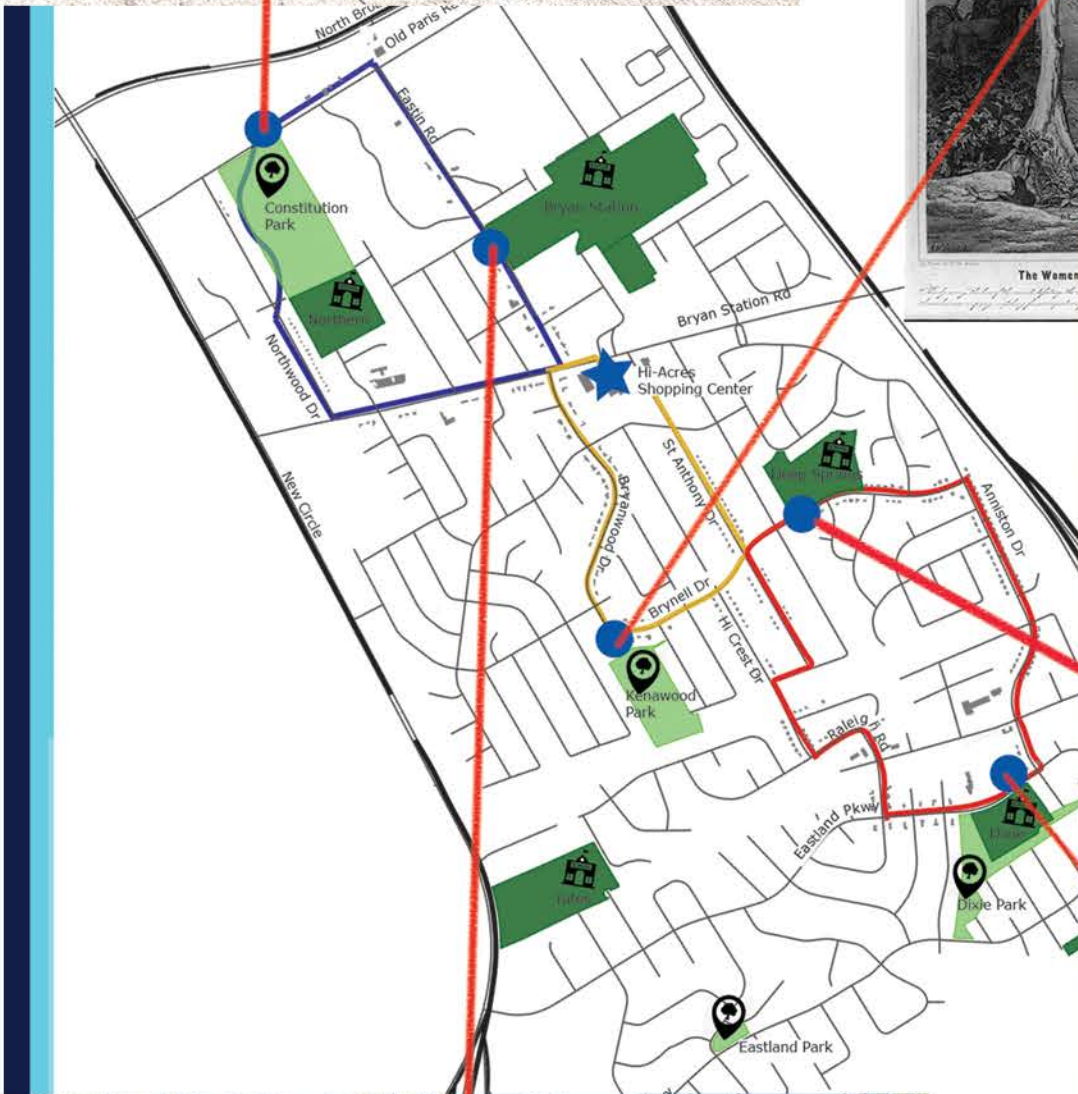 North Bro
Old Paris R
Eastin Rd
Constitution
Park
Bryan Station
Northern
Bryan Station Rd
The Women
Northwood Dr
Hi-Acres
Shopping Center
New Circle
St Anthony Dr
Deep Springs
Anniston Dr
Bryanwood Dr
Brynell Dr
Hi Crest Dr
Kenawood
Park
Raleigh Rd
Eastland Pkwy
Yates
Dixie Park
Eastland Park